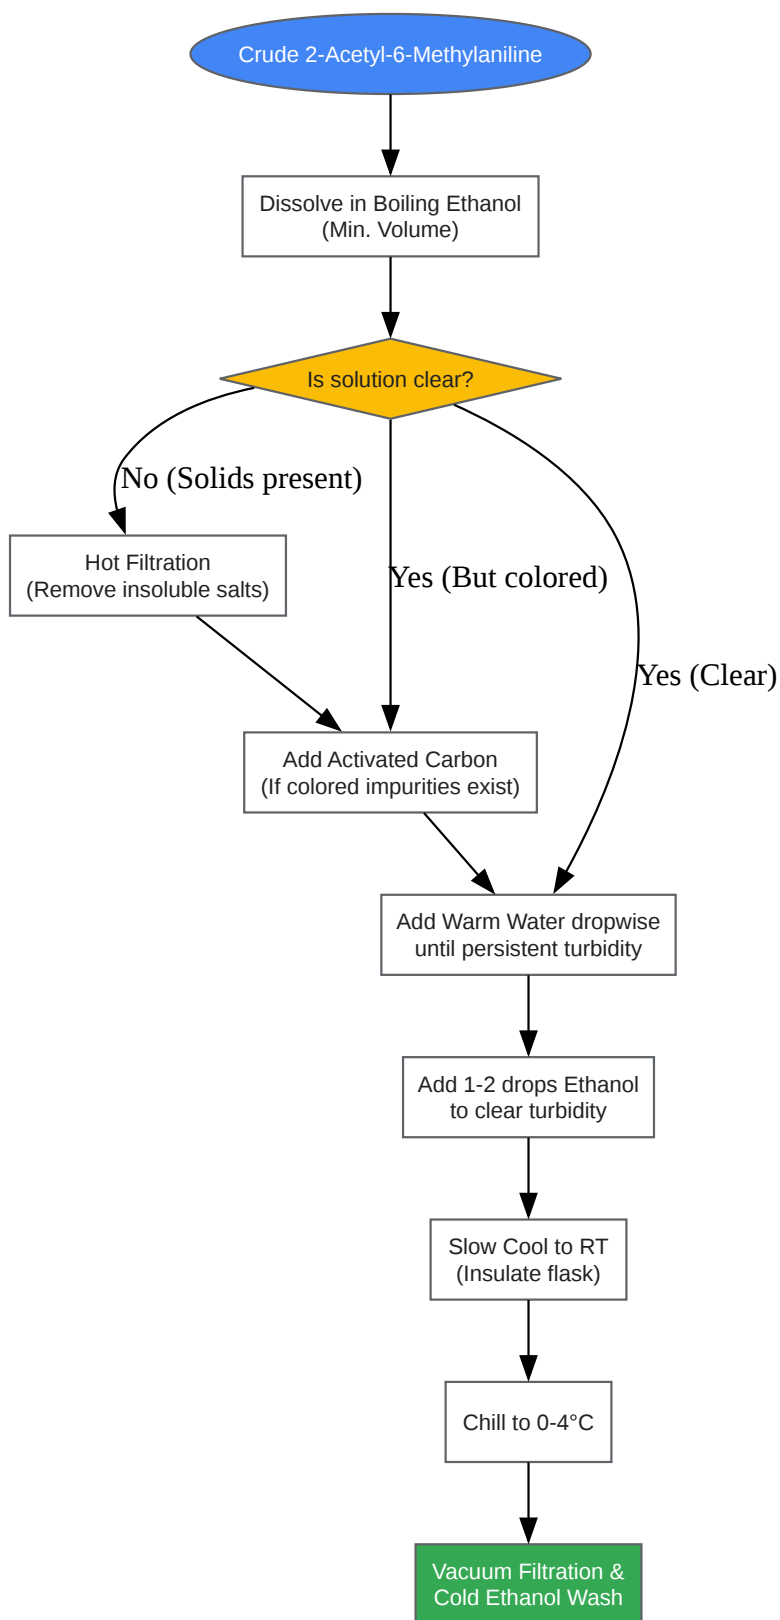 Crude 2-Acetyl-6-Methylaniline
Dissolve in Boiling Ethanol
(Min. Volume)
Is solution clear?
No (Solids present)
Hot Filtration
(Remove insoluble salts)
Yes (But colored)
Yes (Clear)
Add Activated Carbon
(If colored impurities exist)
Add Warm Water dropwise
until persistent turbidity
Add 1-2 drops Ethanol
to clear turbidity
Slow Cool to RT
(Insulate flask)
Chill to 0-4°C
Vacuum Filtration &
Cold Ethanol Wash